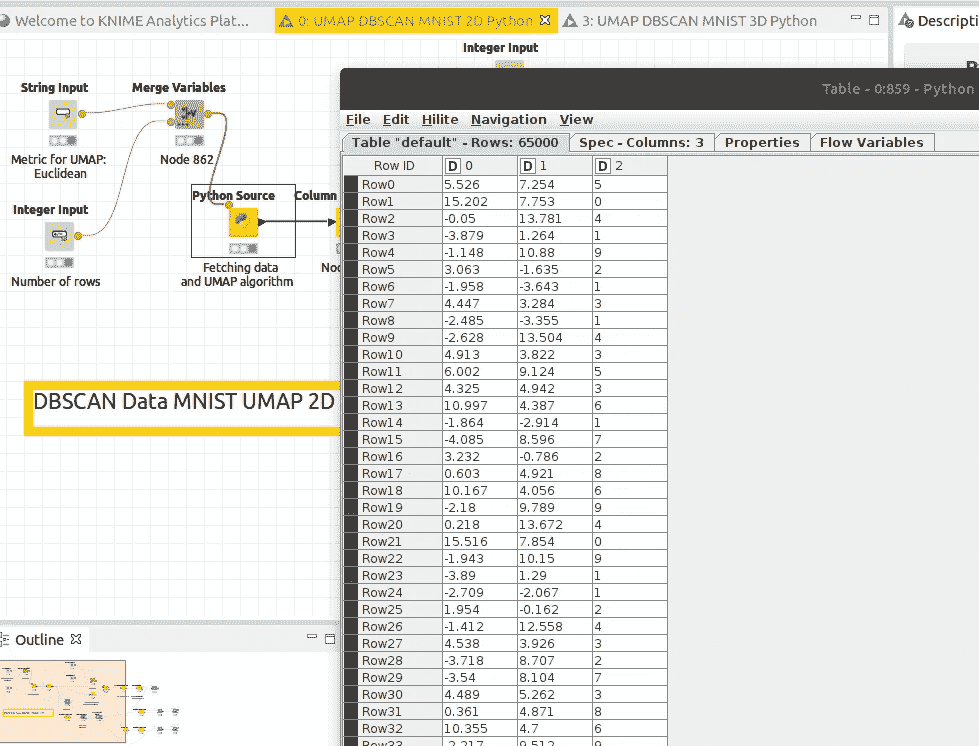 Welcome to KNIME Analytics Plat...
0: UMAP DBSCAN MNIST 2D Python
3: UMAP DBSCAN MNIST 3D Python
Descripti
Integer Input
String Input
Merge Variables
Metric for UMAP:
Euclidean
Node 862
Integer Input
Number of rows
Python Source
Column
Fetching data
and UMAP algorithm
Noc
DBSCAN Data MNIST UMAP 2D
Outline
Table - 0:859 - Python
File Edit Hilite Navigation View
Table "default" - Rows: 65000 Spec - Columns: 3 Properties Flow Variables
Row ID D 0 D 1 D 2
Row0 5.526 7.254 5
Row1 15.202 7.753 0
Row2 -0.05 13.781 4
Row3 -3.879 1.264 1
Row4 -1.148 10.88 9
Row5 3.063 -1.635 2
Row6 -1.958 -3.643 1
Row7 4.447 3.284 3
Row8 -2.485 -3.355 1
Row9 -2.628 13.504 4
Row10 4.913 3.822 3
Row11 6.002 9.124 5
Row12 4.325 4.942 3
Row13 10.997 4.387 6
Row14 -1.864 -2.914 1
Row15 -4.085 8.596 7
Row16 3.232 -0.786 2
Row17 0.603 4.921 8
Row18 10.167 4.056 6
Row19 -2.18 9.789 9
Row20 0.218 13.672 4
Row21 15.516 7.854 0
Row22 -1.943 10.15 9
Row23 -3.89 1.29 1
Row24 -2.709 -2.067 1
Row25 1.954 -0.162 2
Row26 -1.412 12.558 4
Row27 4.538 3.926 3
Row28 -3.718 8.707 2
Row29 -3.54 8.104 7
Row30 4.489 5.262 3
Row31 0.361 4.871 8
Row32 10.355 4.7 6
Row33 -2.217 9.512 9